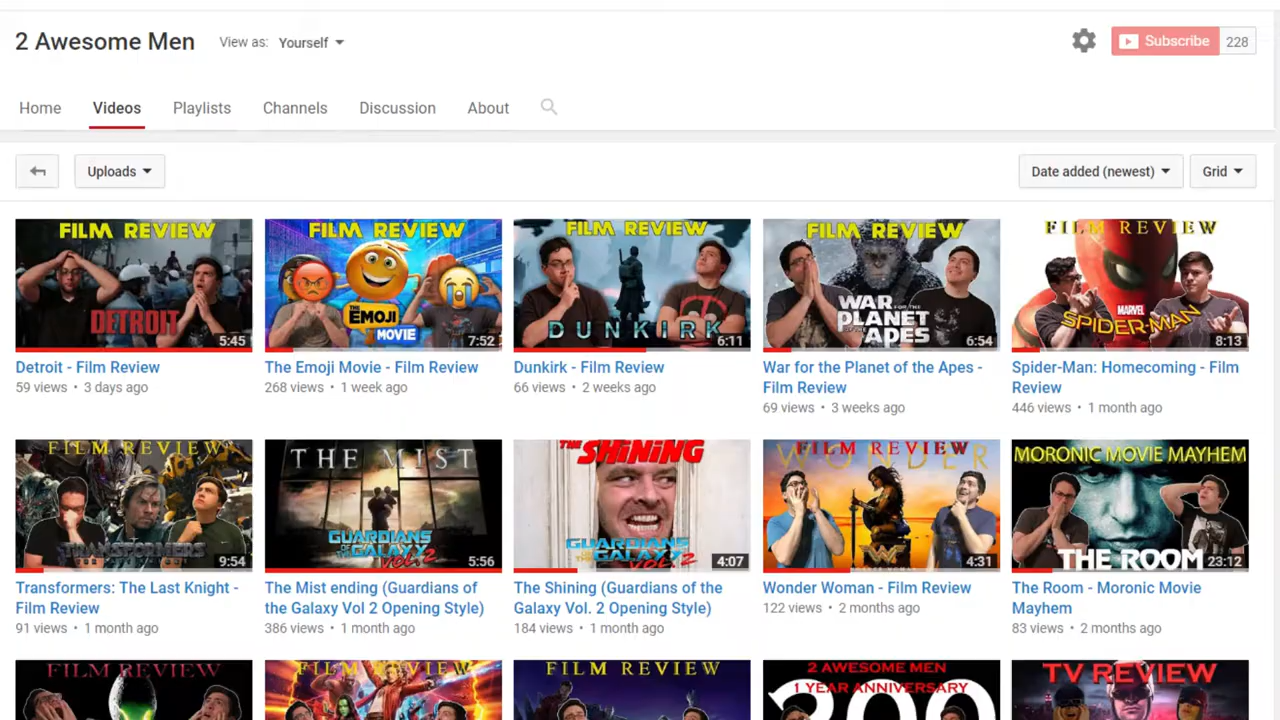 2 Awesome Men View as: Yourself Subscribe 228
Home Videos Playlists Channels Discussion About
Uploads Date added (newest) Grid
FILM REVIEW FILM REVIEW FILM REVIEW FILM REVIEW FILM REVIEW
DETROIT THE EMOJI MOVIE DUNKIRK WAR FOR THE PLANET OF THE APES MARVEL SPIDER-MAN
5:45 7:52 6:11 6:54 8:13
Detroit - Film Review The Emoji Movie - Film Review Dunkirk - Film Review War for the Planet of the Apes - Spider-Man: Homecoming - Film
59 views • 3 days ago 268 views • 1 week ago 66 views • 2 weeks ago Film Review Review
69 views • 3 weeks ago 446 views • 1 month ago
FILM REVIEW THE MIST THE SHiNiNG FILM REVIEW MORONIC MOVIE MAYHEM
WONDER
TRANSFORMERS GUARDIANS OF THE GALAXY VOL. 2 GUARDIANS OF THE GALAXY VOL. 2 THE ROOM
9:54 5:56 4:07 4:31 23:12
Transformers: The Last Knight - The Mist ending (Guardians of The Shining (Guardians of the Wonder Woman - Film Review The Room - Moronic Movie
Film Review the Galaxy Vol 2 Opening Style) Galaxy Vol. 2 Opening Style) 122 views • 2 months ago Mayhem
91 views • 1 month ago 386 views • 1 month ago 184 views • 1 month ago 83 views • 2 months ago
FILM REVIEW FILM REVIEW FILM REVIEW 2 AWESOME MEN TV REVIEW
1 YEAR ANNIVERSARY
200